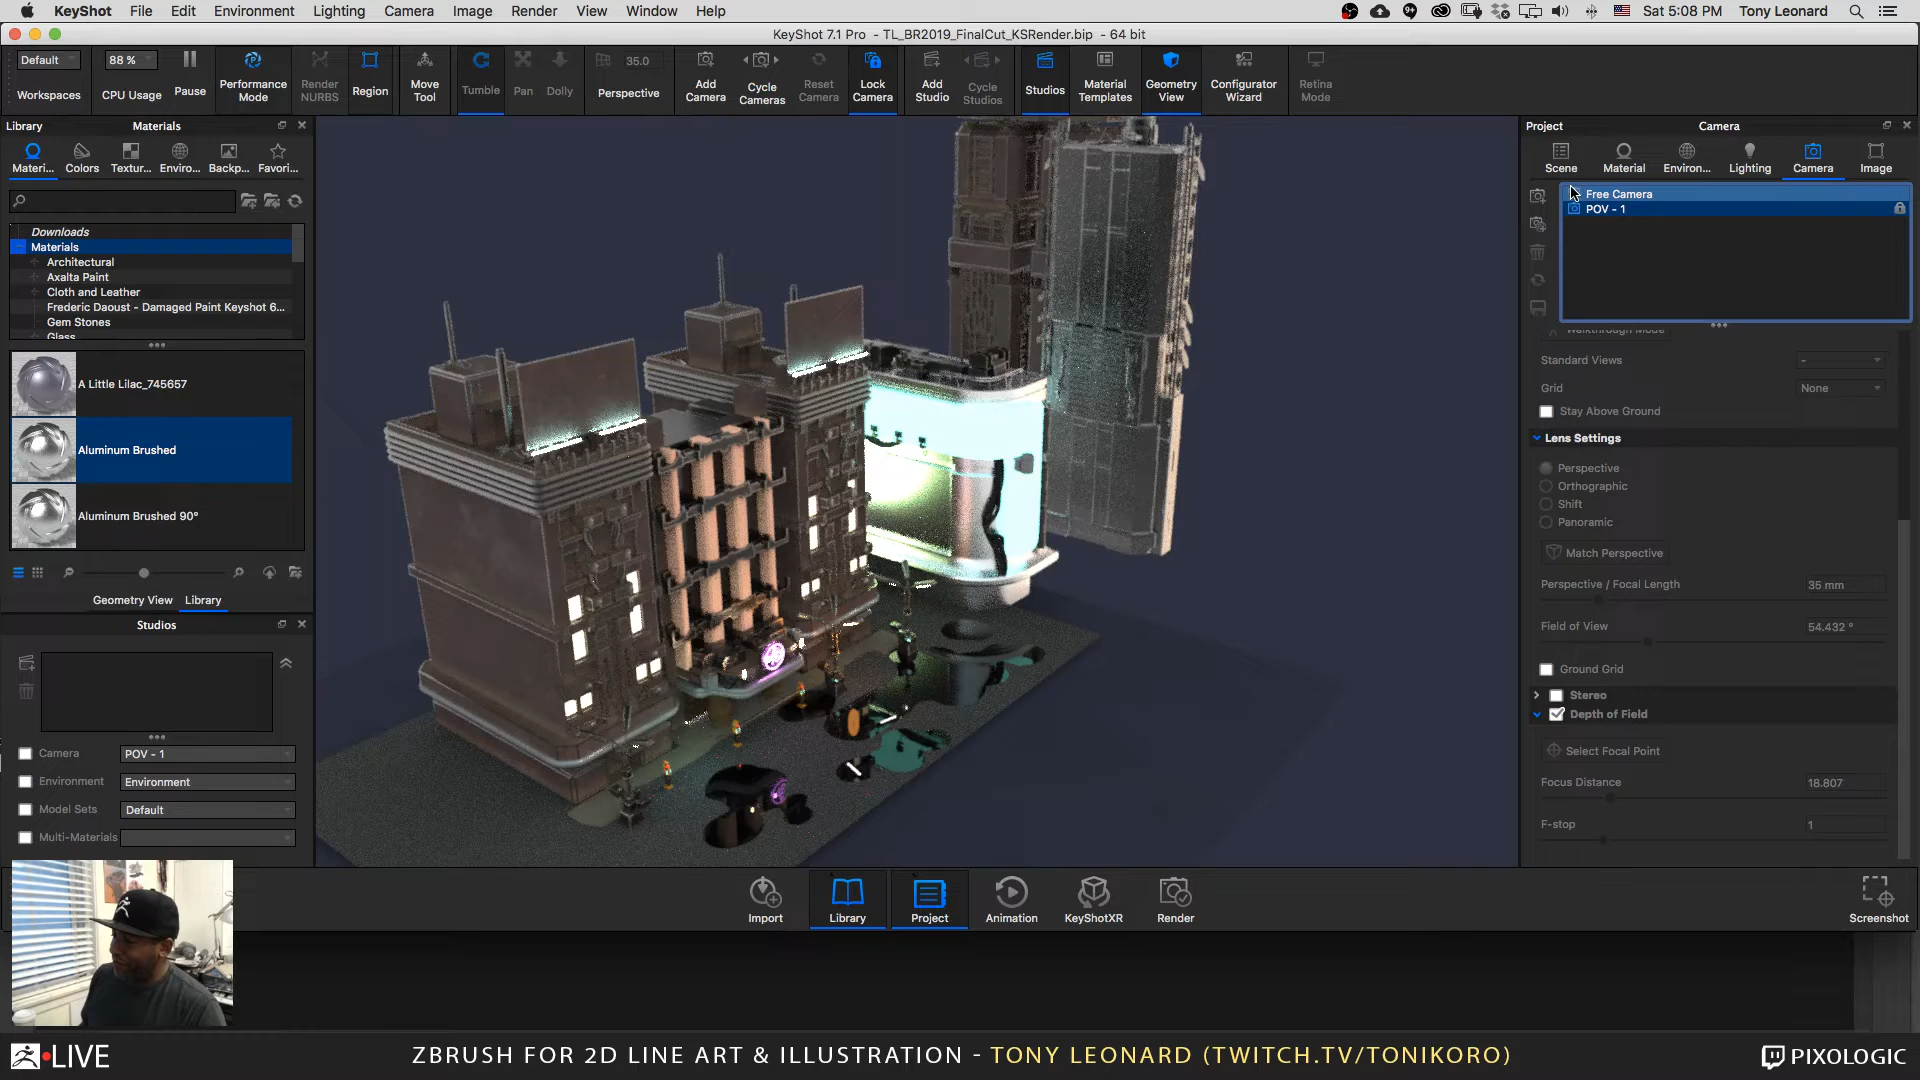 KeyShot File Edit Environment Lighting Camera Image Render View Window Help
9+ Sat 5:08 PM Tony Leonard
KeyShot 7.1 Pro - TL_BR2019_FinalCut_KSRender.bip - 64 bit
Default
Workspaces
88 %
CPU Usage
Pause
Performance
Mode
Render
NURBS
Region
Move
Tool
Tumble
Pan
Dolly
35.0
Perspective
Add
Camera
Cycle
Cameras
Reset
Camera
Lock
Camera
Add
Studio
Cycle
Studios
Studios
Material
Templates
Geometry
View
Configurator
Wizard
Retina
Mode
Library
Materials
Materi... Colors Textur... Enviro... Backp... Favori...
Downloads
Materials
Architectural
Axalta Paint
Cloth and Leather
Frederic Daoust - Damaged Paint Keyshot 6...
Gem Stones
Glass
A Little Lilac_745657
Aluminum Brushed
Aluminum Brushed 90°
Geometry View Library
Studios
Camera POV - 1
Environment Environment
Model Sets Default
Multi-Materials
Project Camera
Scene Material Environ... Lighting Camera Image
Free Camera
POV - 1
Walkthrough Mode
Standard Views -
Grid None
Stay Above Ground
Lens Settings
Perspective
Orthographic
Shift
Panoramic
Match Perspective
Perspective / Focal Length 35 mm
Field of View 54.432 °
Ground Grid
Stereo
Depth of Field
Select Focal Point
Focus Distance 18.807
F-stop 1
Import Library Project Animation KeyShotXR Render Screenshot
LIVE
ZBRUSH FOR 2D LINE ART & ILLUSTRATION - TONY LEONARD (TWITCH.TV/TONIKORO)
PIXOLOGIC